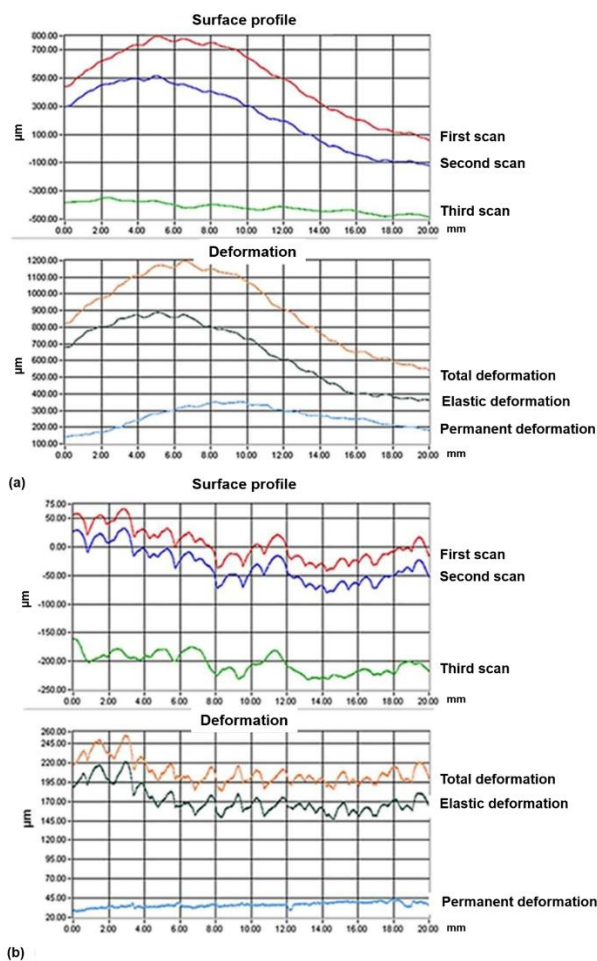 Surface profile
800.00
500.00
300.00
100.00
-100.00
-300.00
-500.00
µm
First scan
Second scan
Third scan
0.00 2.00 4.00 6.00 8.00 10.00 12.00 14.00 16.00 18.00 20.00 mm
Deformation
1200.00
1100.00
1000.00
900.00
800.00
700.00
600.00
500.00
400.00
300.00
200.00
100.00
µm
Total deformation
Elastic deformation
Permanent deformation
0.00 2.00 4.00 6.00 8.00 10.00 12.00 14.00 16.00 18.00 20.00 mm
(a)
Surface profile
75.00
50.00
0.00
-50.00
-100.00
-150.00
-200.00
-250.00
µm
First scan
Second scan
Third scan
0.00 2.00 4.00 6.00 8.00 10.00 12.00 14.00 16.00 18.00 20.00 mm
Deformation
260.00
245.00
220.00
195.00
170.00
145.00
120.00
95.00
70.00
45.00
20.00
µm
Total deformation
Elastic deformation
Permanent deformation
0.00 2.00 4.00 6.00 8.00 10.00 12.00 14.00 16.00 18.00 20.00 mm
(b)